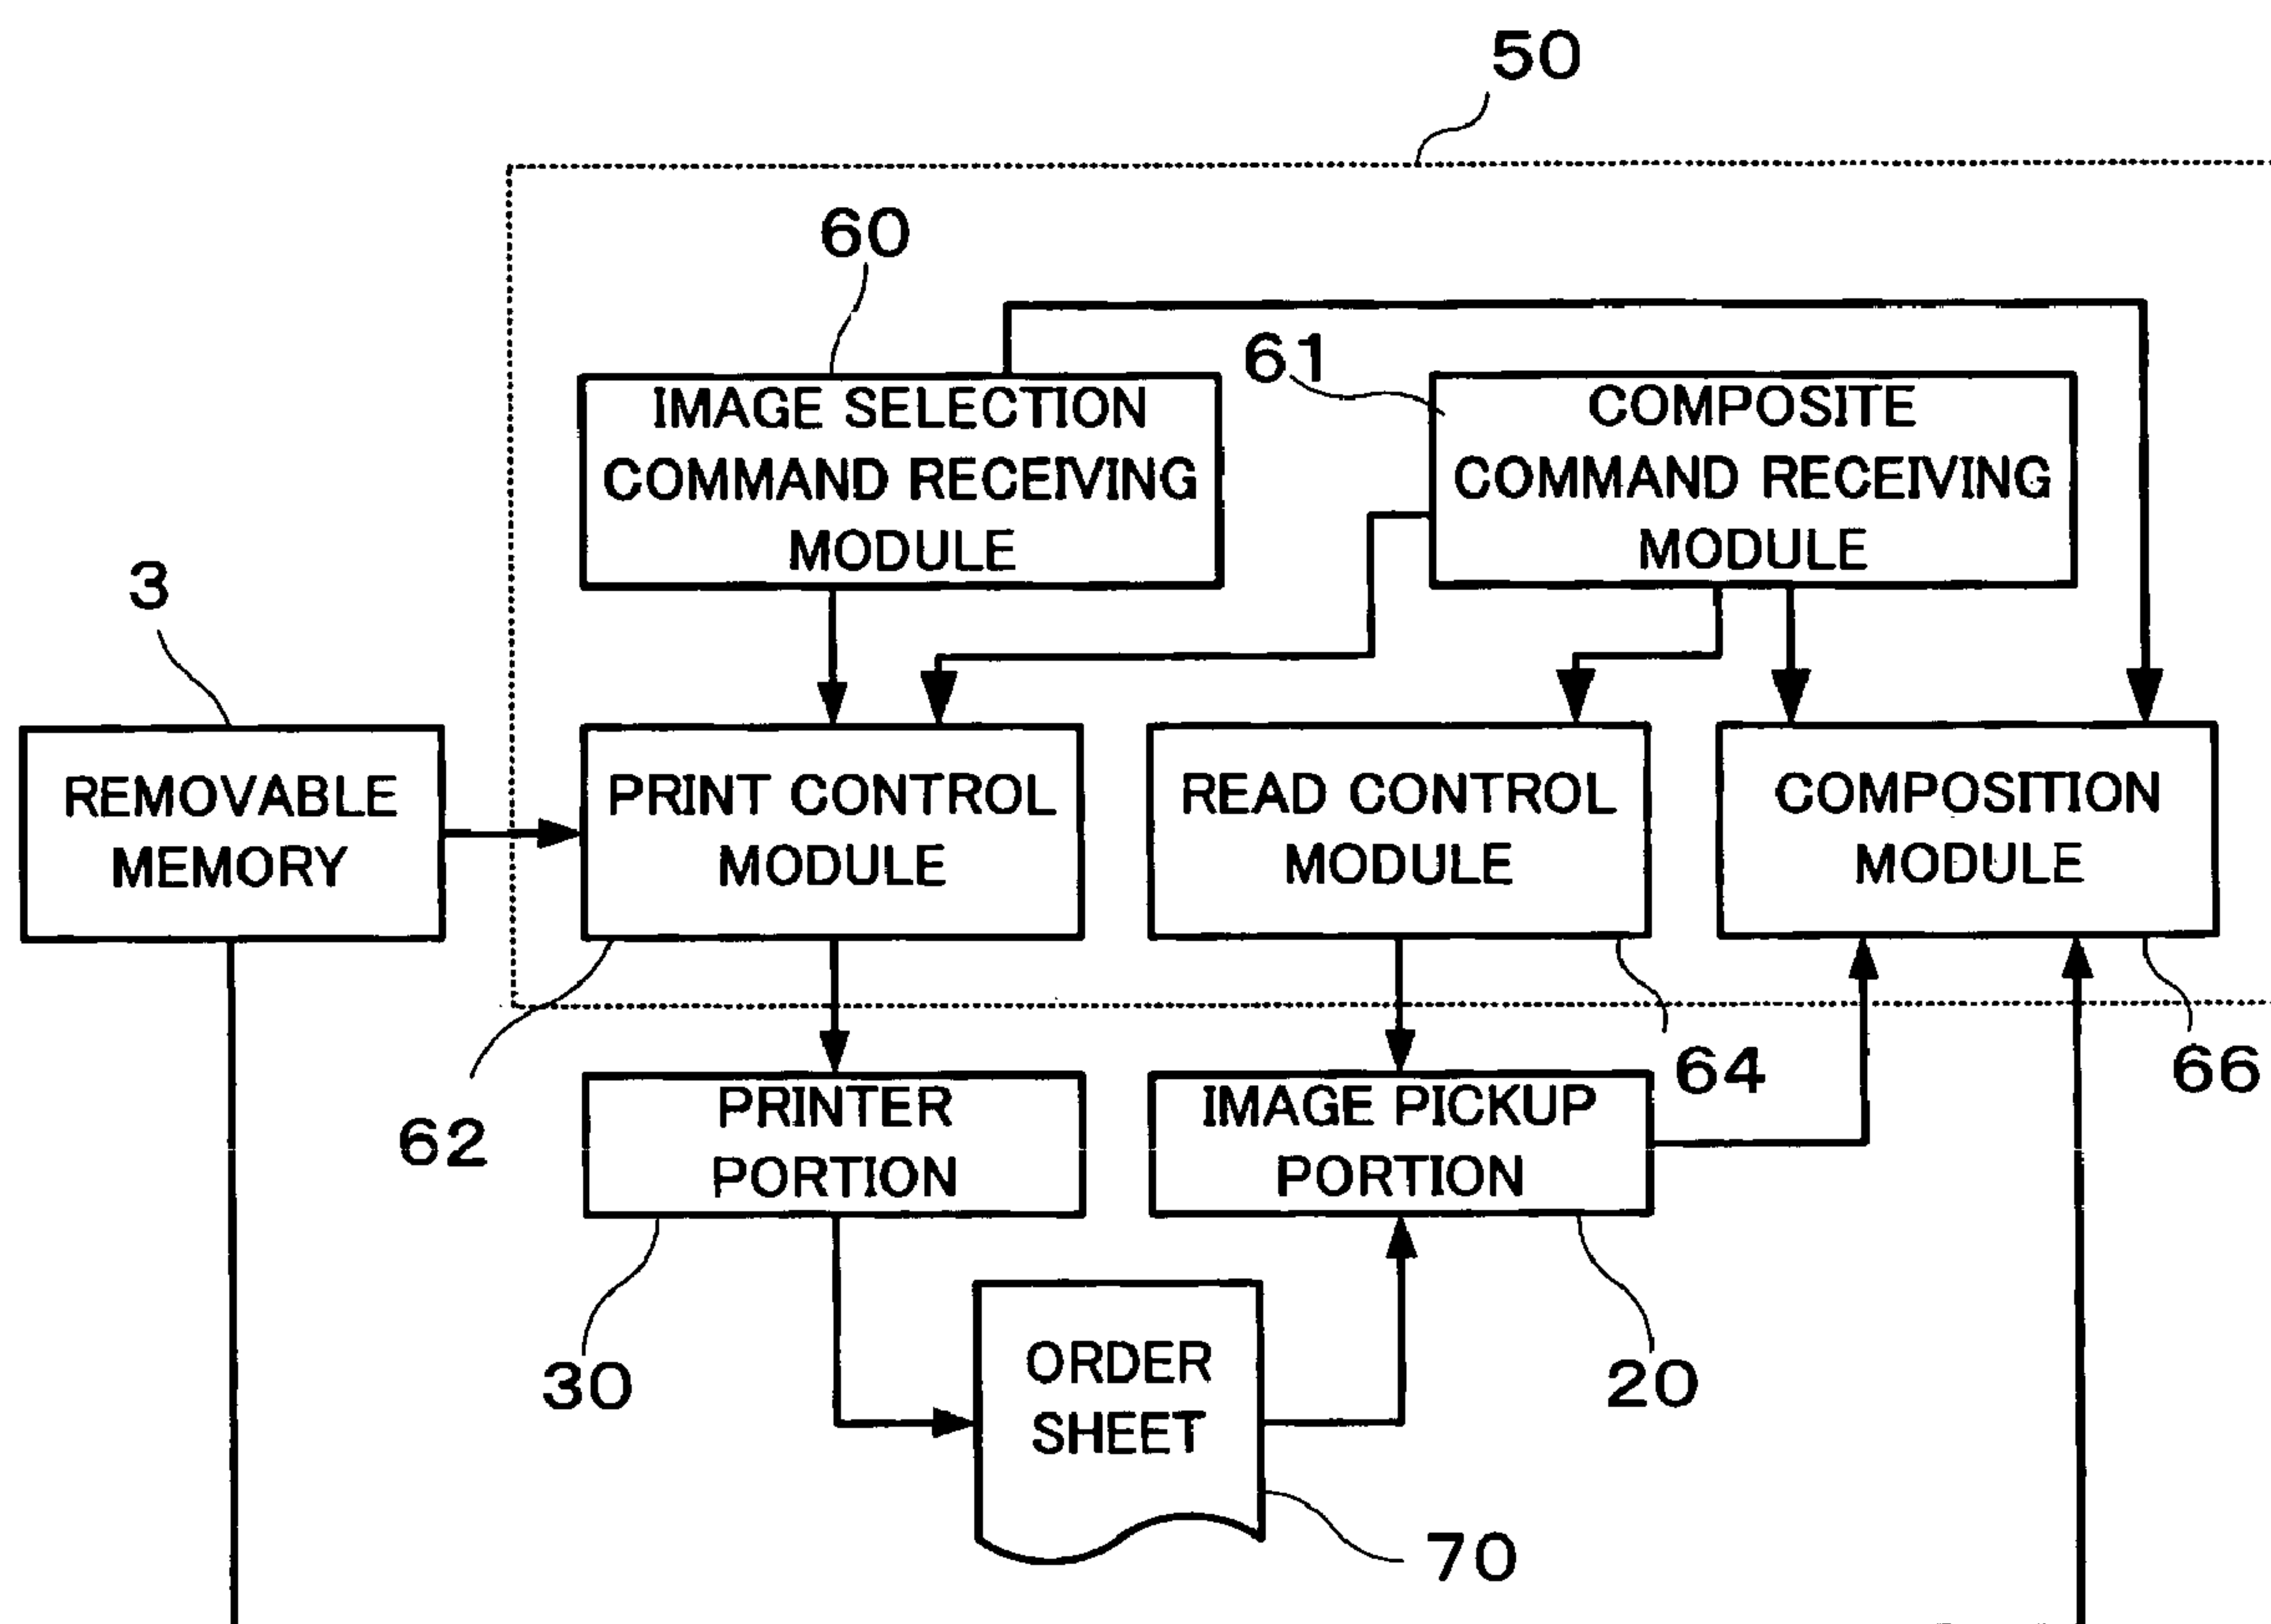 50
60
61
IMAGE SELECTION
COMMAND RECEIVING
MODULE
COMPOSITE
COMMAND RECEIVING
MODULE
3
REMOVABLE
MEMORY
PRINT CONTROL
MODULE
READ CONTROL
MODULE
COMPOSITION
MODULE
62
64
66
PRINTER
PORTION
IMAGE PICKUP
PORTION
30
20
ORDER
SHEET
70